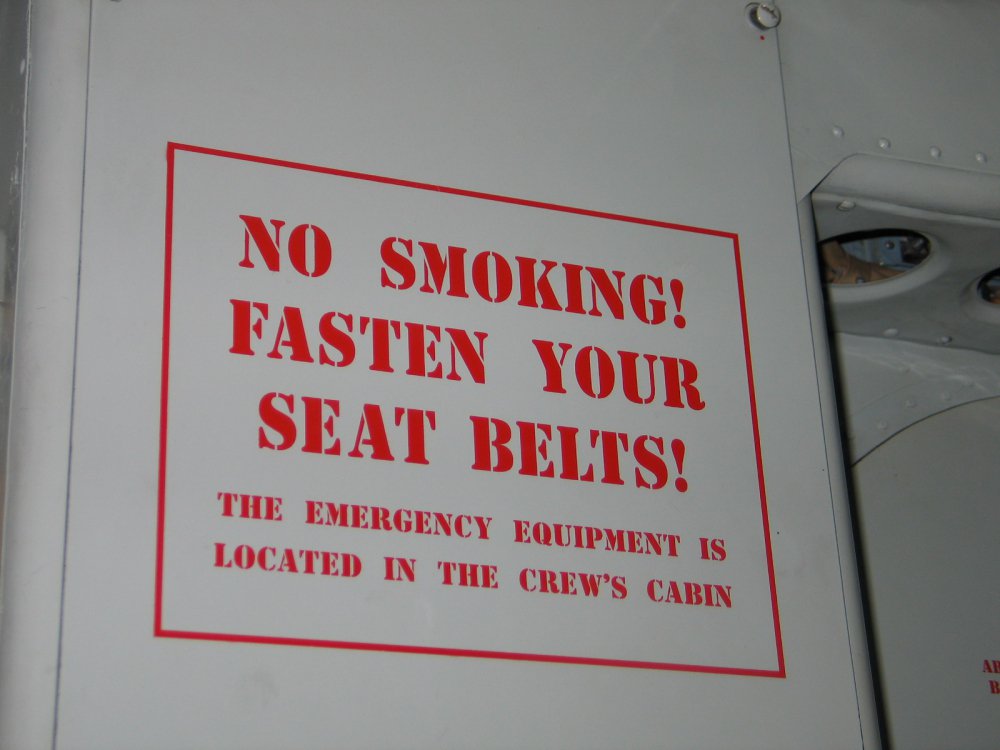 NO SMOKING!
FASTEN YOUR
SEAT BELTS!
THE EMERGENCY EQUIPMENT IS
LOCATED IN THE CREW'S CABIN